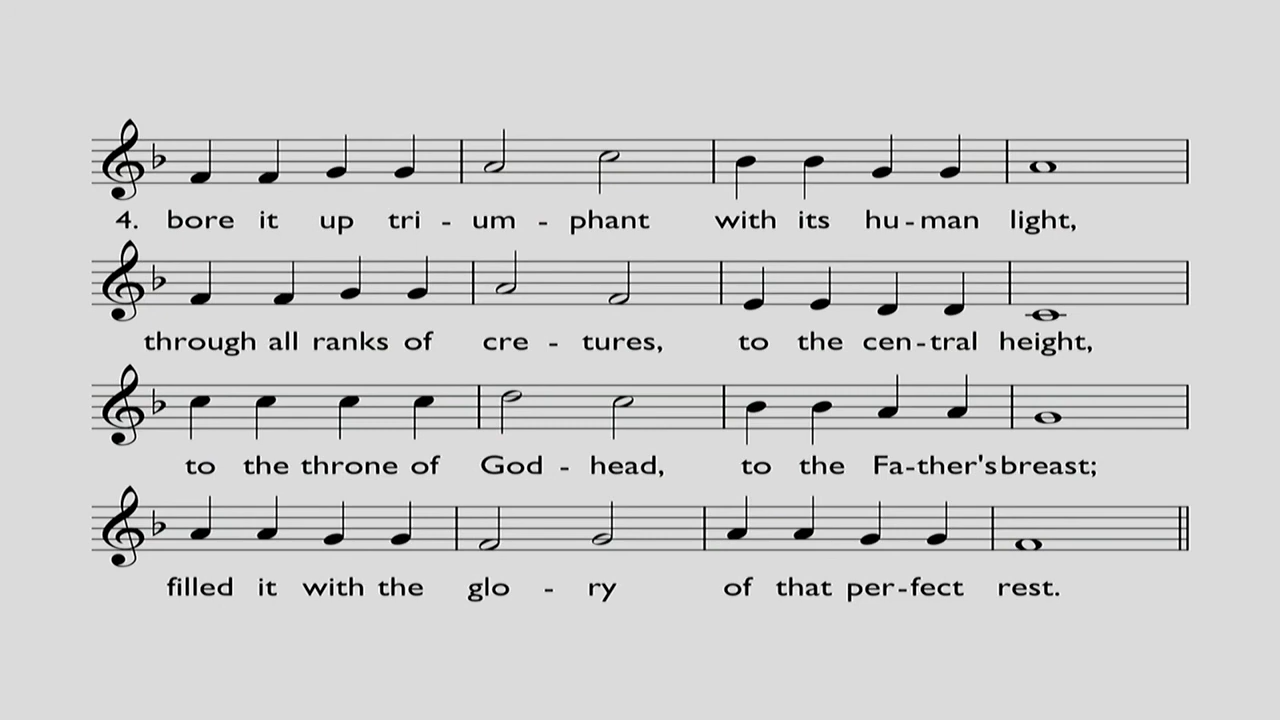 4. bore it up tri - um - phant with its hu - man light,
through all ranks of cre - tures, to the cen - tral height,
to the throne of God - head, to the Fa - ther's breast;
filled it with the glo - ry of that per - fect rest.